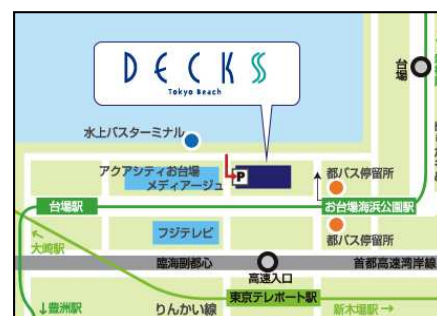 DECKS
Tokyo Beach
台場
水上バスターミナル
アクアシティお台場
メディアージュ
P
都バス停留所
台場駅
お台場海浜公園駅
フジテレビ
都バス停留所
大崎駅
臨海副都心
高速入口
首都高速湾岸線
東京テレポート駅
↓豊洲駅
りんかい線
新木場駅→